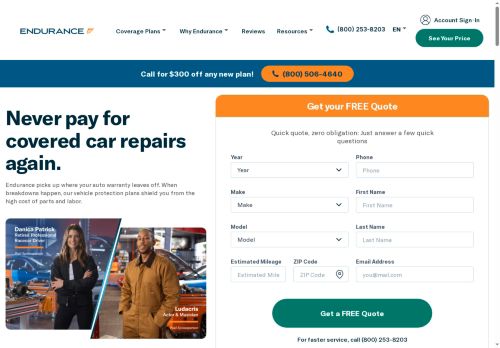 ENDURANCE
Coverage Plans
Why Endurance
Reviews
Resources
(800) 253-8203
EN
Account Sign-In
See Your Price
Call for $300 off any new plan!
(800) 506-4640
Never pay for
covered car repairs
again.
Endurance picks up where your auto warranty leaves off. When
breakdowns happen, our vehicle protection plans shield you from the
high cost of parts and labor.
Danica Patrick
Retired Professional
Racecar Driver
Paid Spokesperson
Ludacris
Actor & Musician
Paid Spokesperson
Get your FREE Quote
Quick quote, zero obligation: Just answer a few quick
questions
Year
Phone
Year
Phone
Make
First Name
Make
First Name
Model
Last Name
Model
Last Name
Estimated Mileage
ZIP Code
Email Address
Estimated Mile
ZIP Code
you@mail.com
Get a FREE Quote
For faster service, call (800) 253-8203